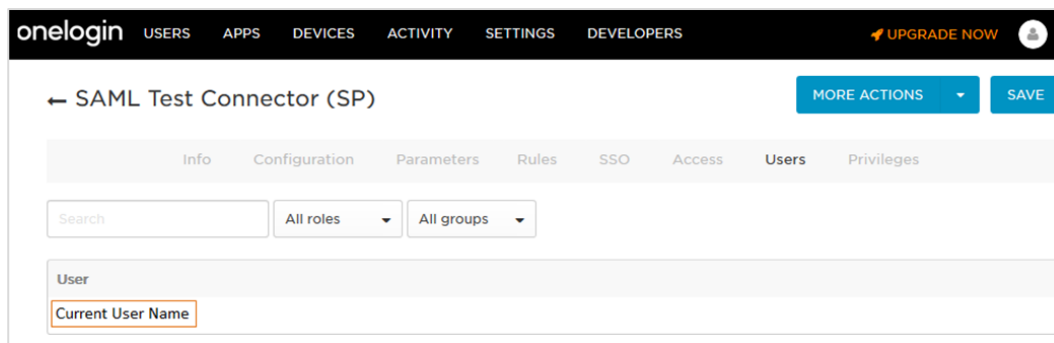 onelogin USERS APPS DEVICES ACTIVITY SETTINGS DEVELOPERS UPGRADE NOW
← SAML Test Connector (SP) MORE ACTIONS SAVE
Info Configuration Parameters Rules SSO Access Users Privileges
Search All roles All groups
User
Current User Name